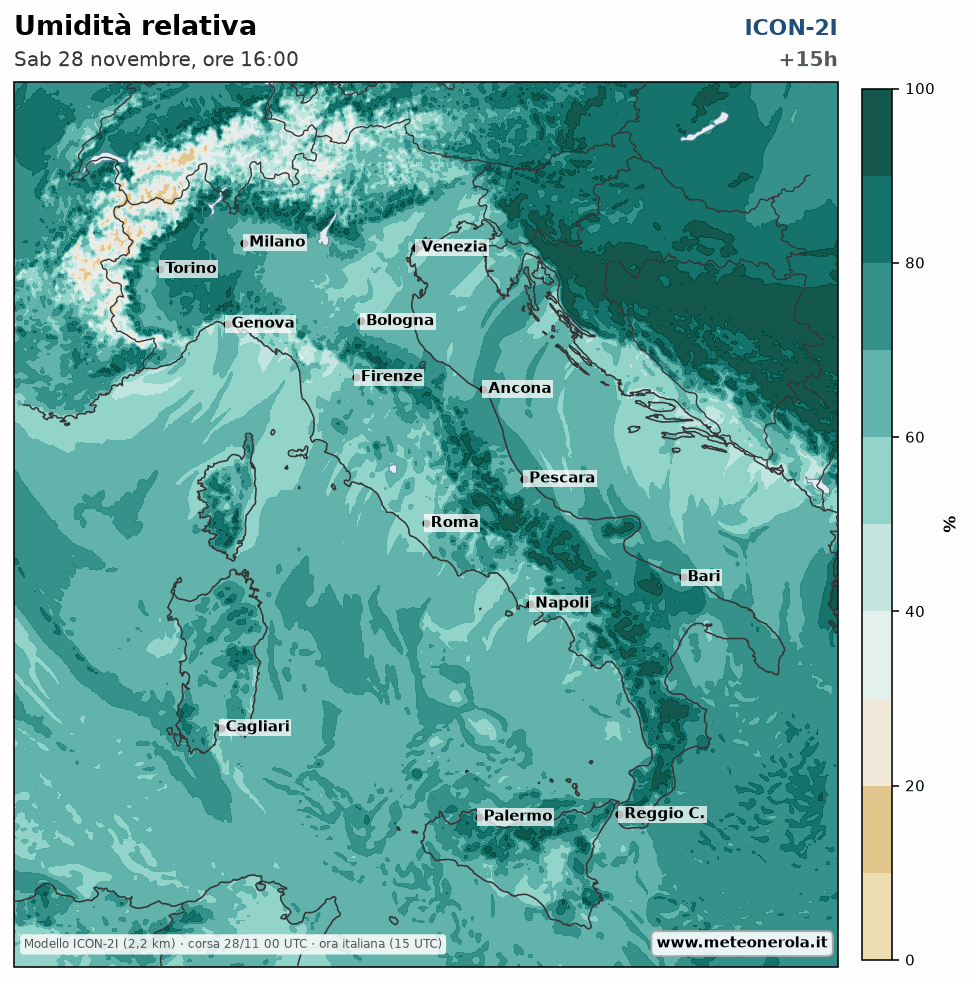 Umidità relativa
ICON-2I
Sab 28 novembre, ore 16:00
+15h
Milano
Venezia
Torino
Genova
Bologna
Firenze
Ancona
Pescara
Roma
Bari
Napoli
Cagliari
Palermo
Reggio C.
100
80
60
40
20
0
%
Modello ICON-2I (2,2 km) · corsa 28/11 00 UTC · ora italiana (15 UTC)
www.meteonerola.it